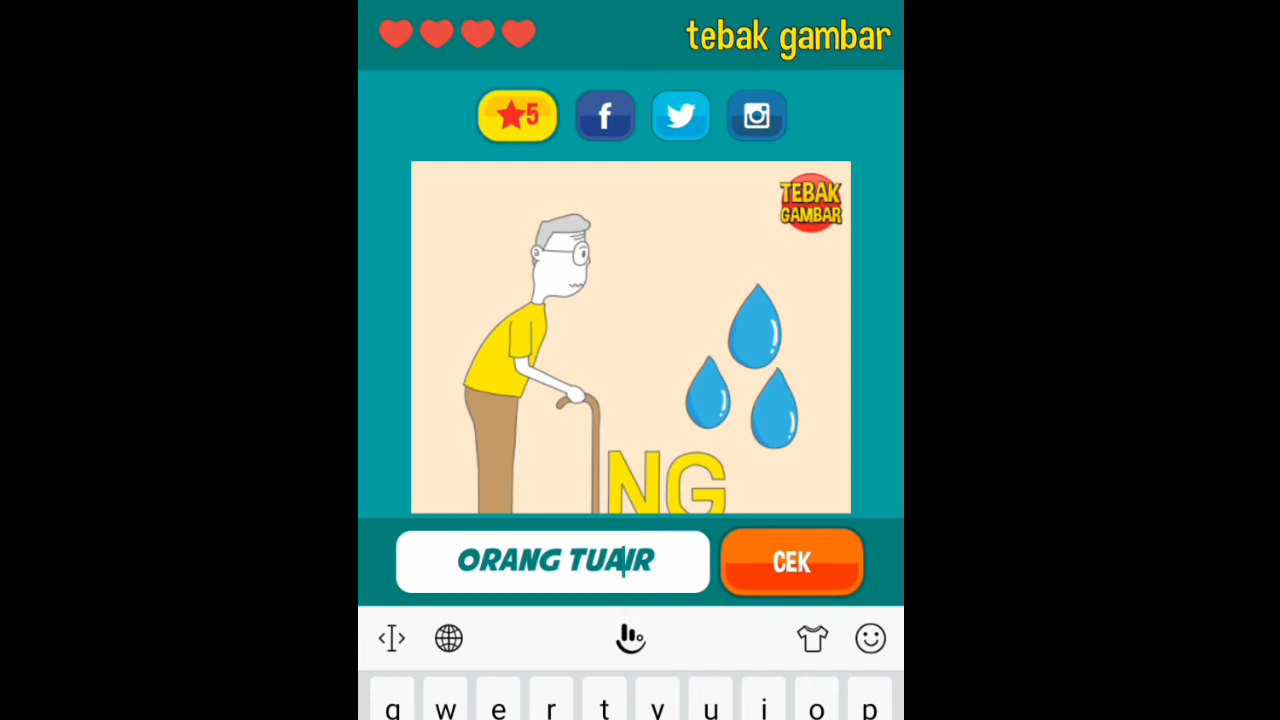 tebak gambar
5
f
TEBAK
GAMBAR
NG
ORANG TUAIR
CEK
q w e r t y u i o p